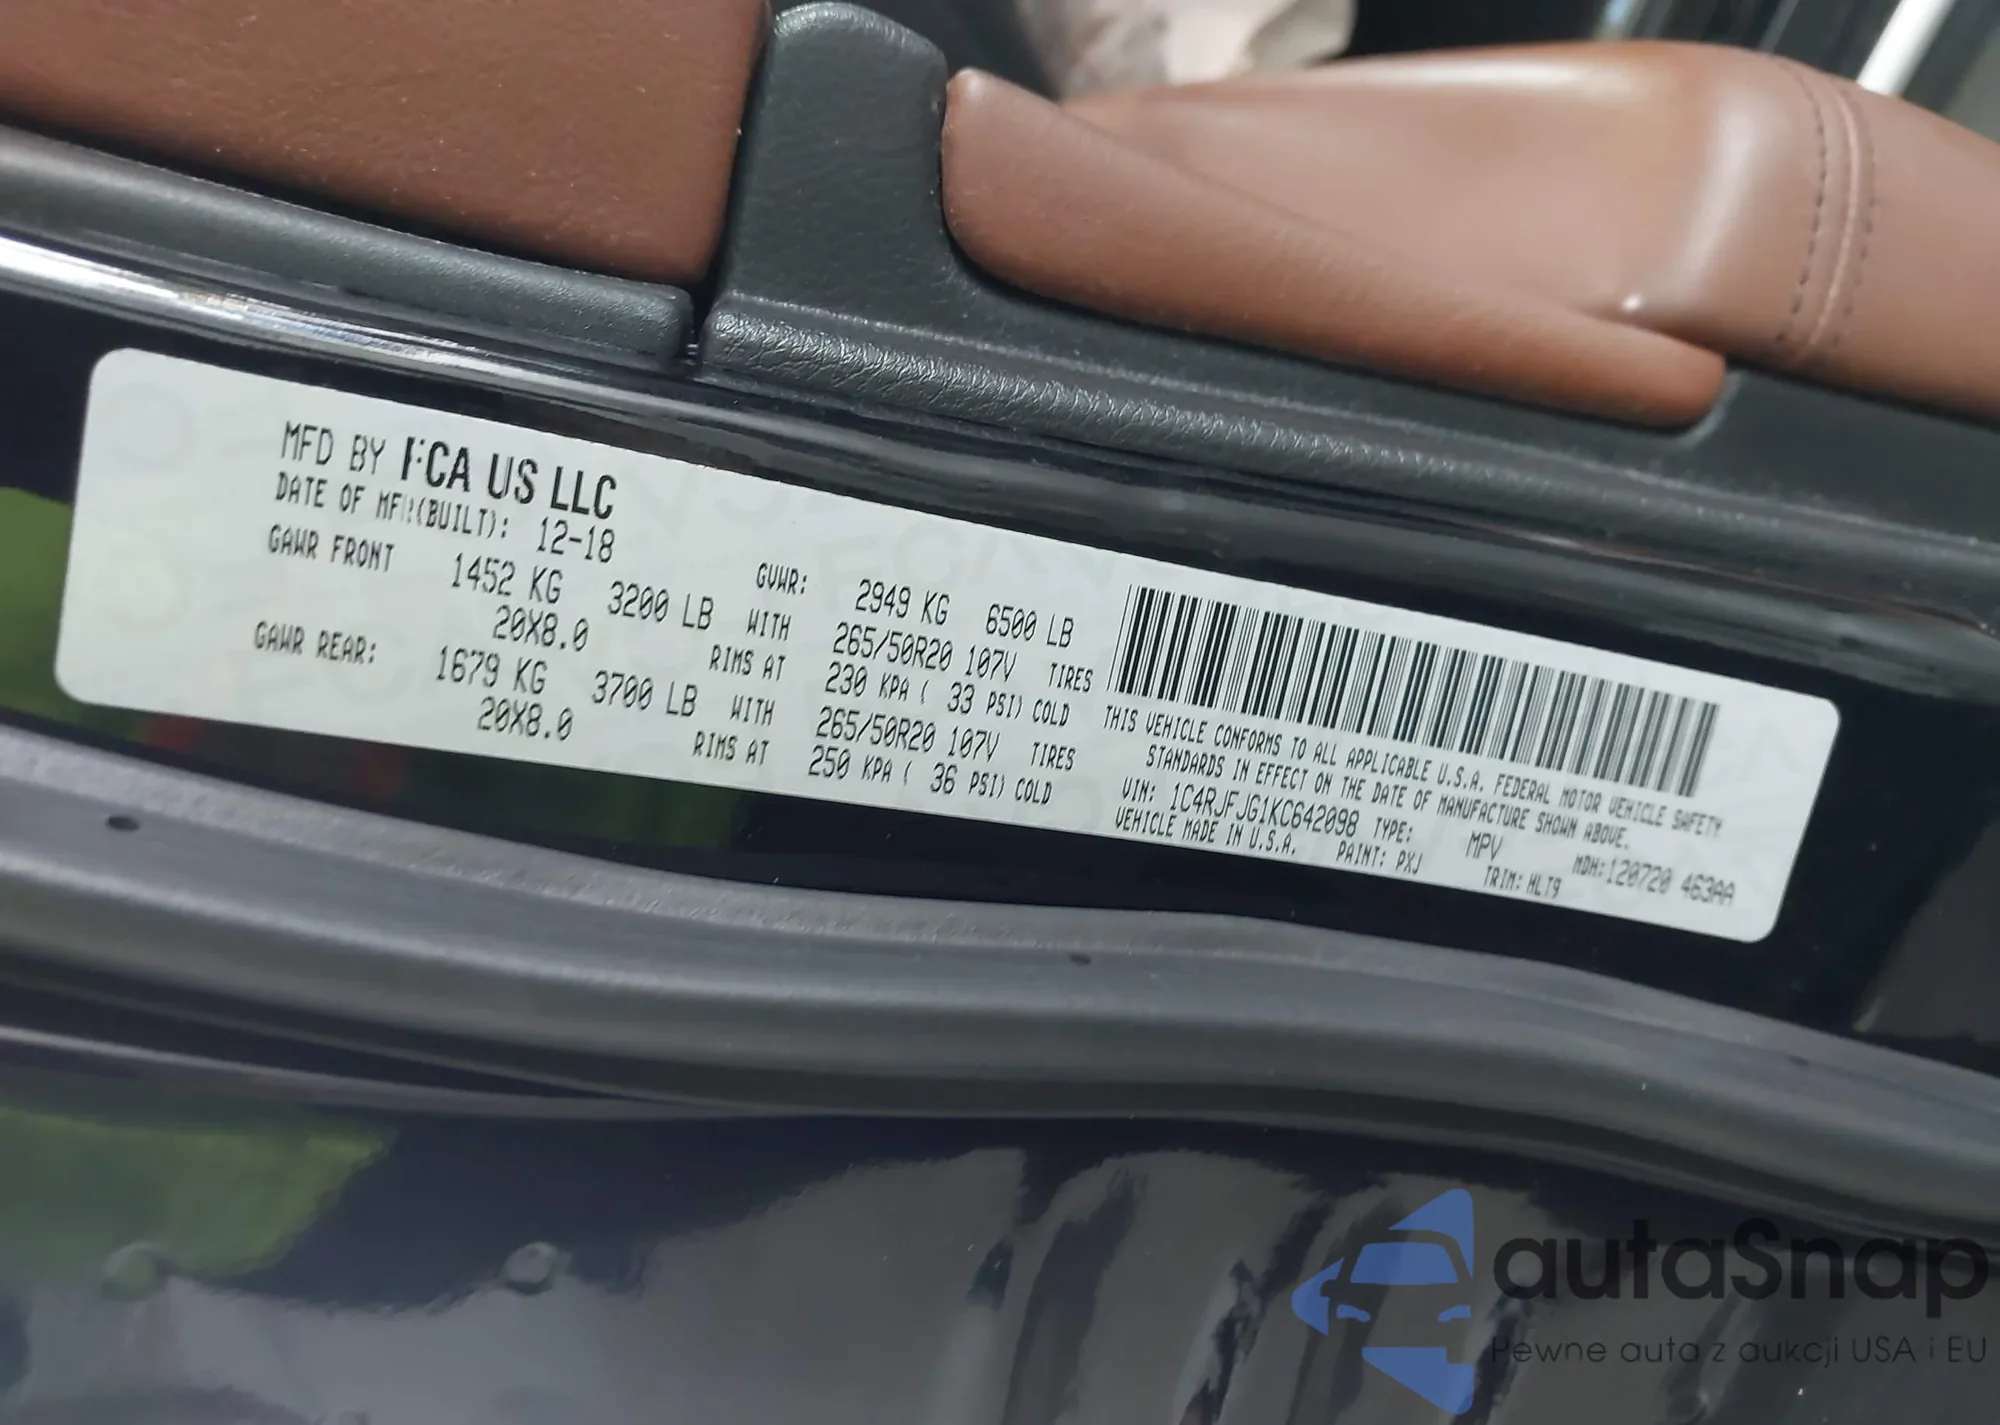 MFD BY FCA US LLC
DATE OF MFR(BUILT): 12-18
GVWR: 2949 KG 6500 LB
GAWR FRONT 1452 KG 3200 LB WITH 265/50R20 107V TIRES
20X8.0 RIMS AT 230 KPA ( 33 PSI) COLD
GAWR REAR: 1679 KG 3700 LB WITH 265/50R20 107V TIRES
20X8.0 RIMS AT 250 KPA ( 36 PSI) COLD
THIS VEHICLE CONFORMS TO ALL APPLICABLE U.S.A. FEDERAL MOTOR VEHICLE SAFETY
STANDARDS IN EFFECT ON THE DATE OF MANUFACTURE SHOWN ABOVE.
VIN: 1C4RJFJG1KC642098 TYPE: MPV MDH:120720 463AA
VEHICLE MADE IN U.S.A. PAINT: PXJ TRIM: HLT9
autaSnap
Pewne auta z aukcji USA i EU